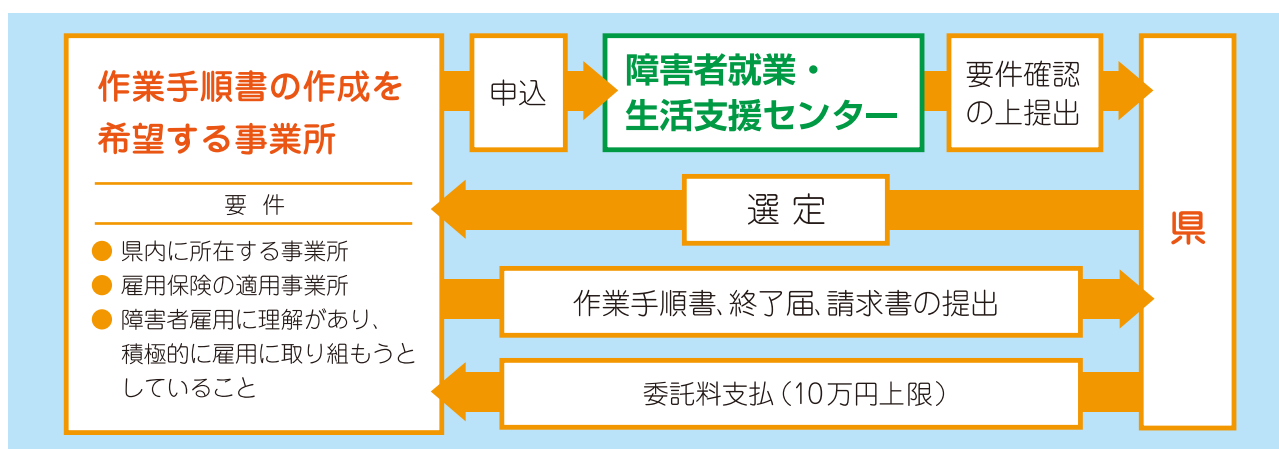 作業手順書の作成を
希望する事業所
要 件
● 県内に所在する事業所
● 雇用保険の適用事業所
● 障害者雇用に理解があり、
積極的に雇用に取り組もうと
していること
申込
障害者就業・
生活支援センター
要件確認
の上提出
選 定
作業手順書、終了届、請求書の提出
委託料支払（10万円上限）
県